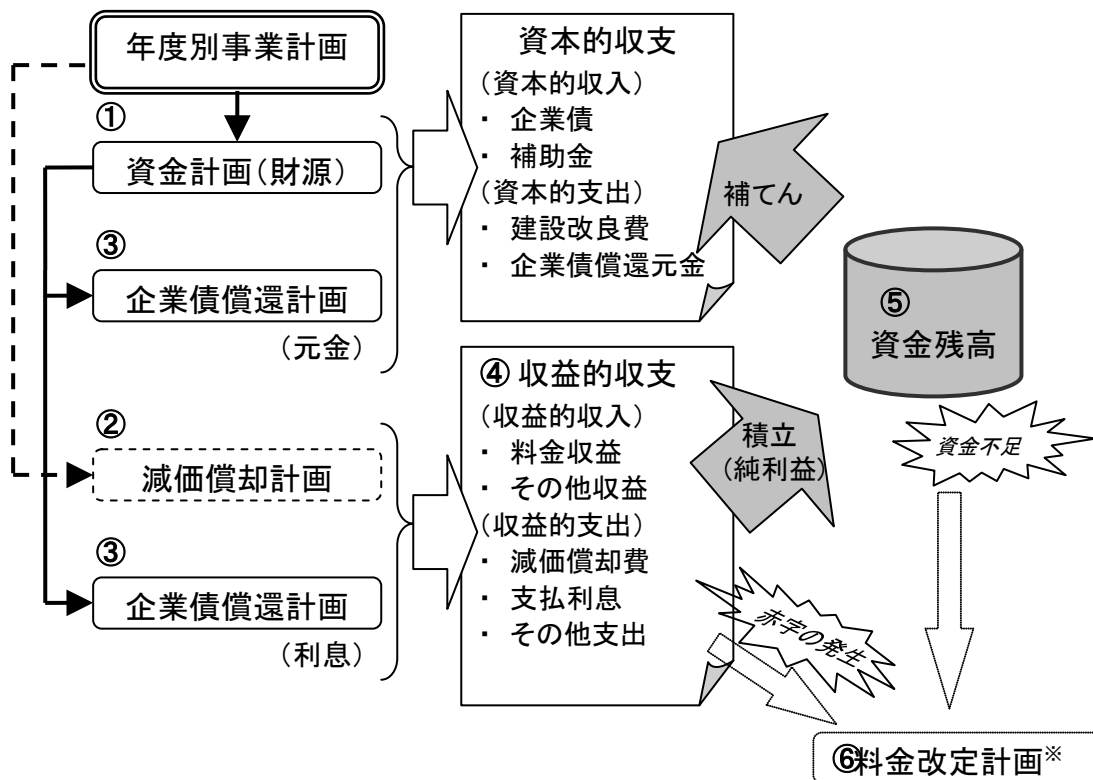 年度別事業計画
①
資金計画(財源)
③
企業債償還計画
(元金)
②
減価償却計画
③
企業債償還計画
(利息)
資本的収支
(資本的収入)
・ 企業債
・ 補助金
(資本的支出)
・ 建設改良費
・ 企業債償還元金
④ 収益的収支
(収益的収入)
・ 料金収益
・ その他収益
(収益的支出)
・ 減価償却費
・ 支払利息
・ その他支出
補てん
⑤
資金残高
積立
(純利益)
資金不足
赤字の発生
⑥料金改定計画※